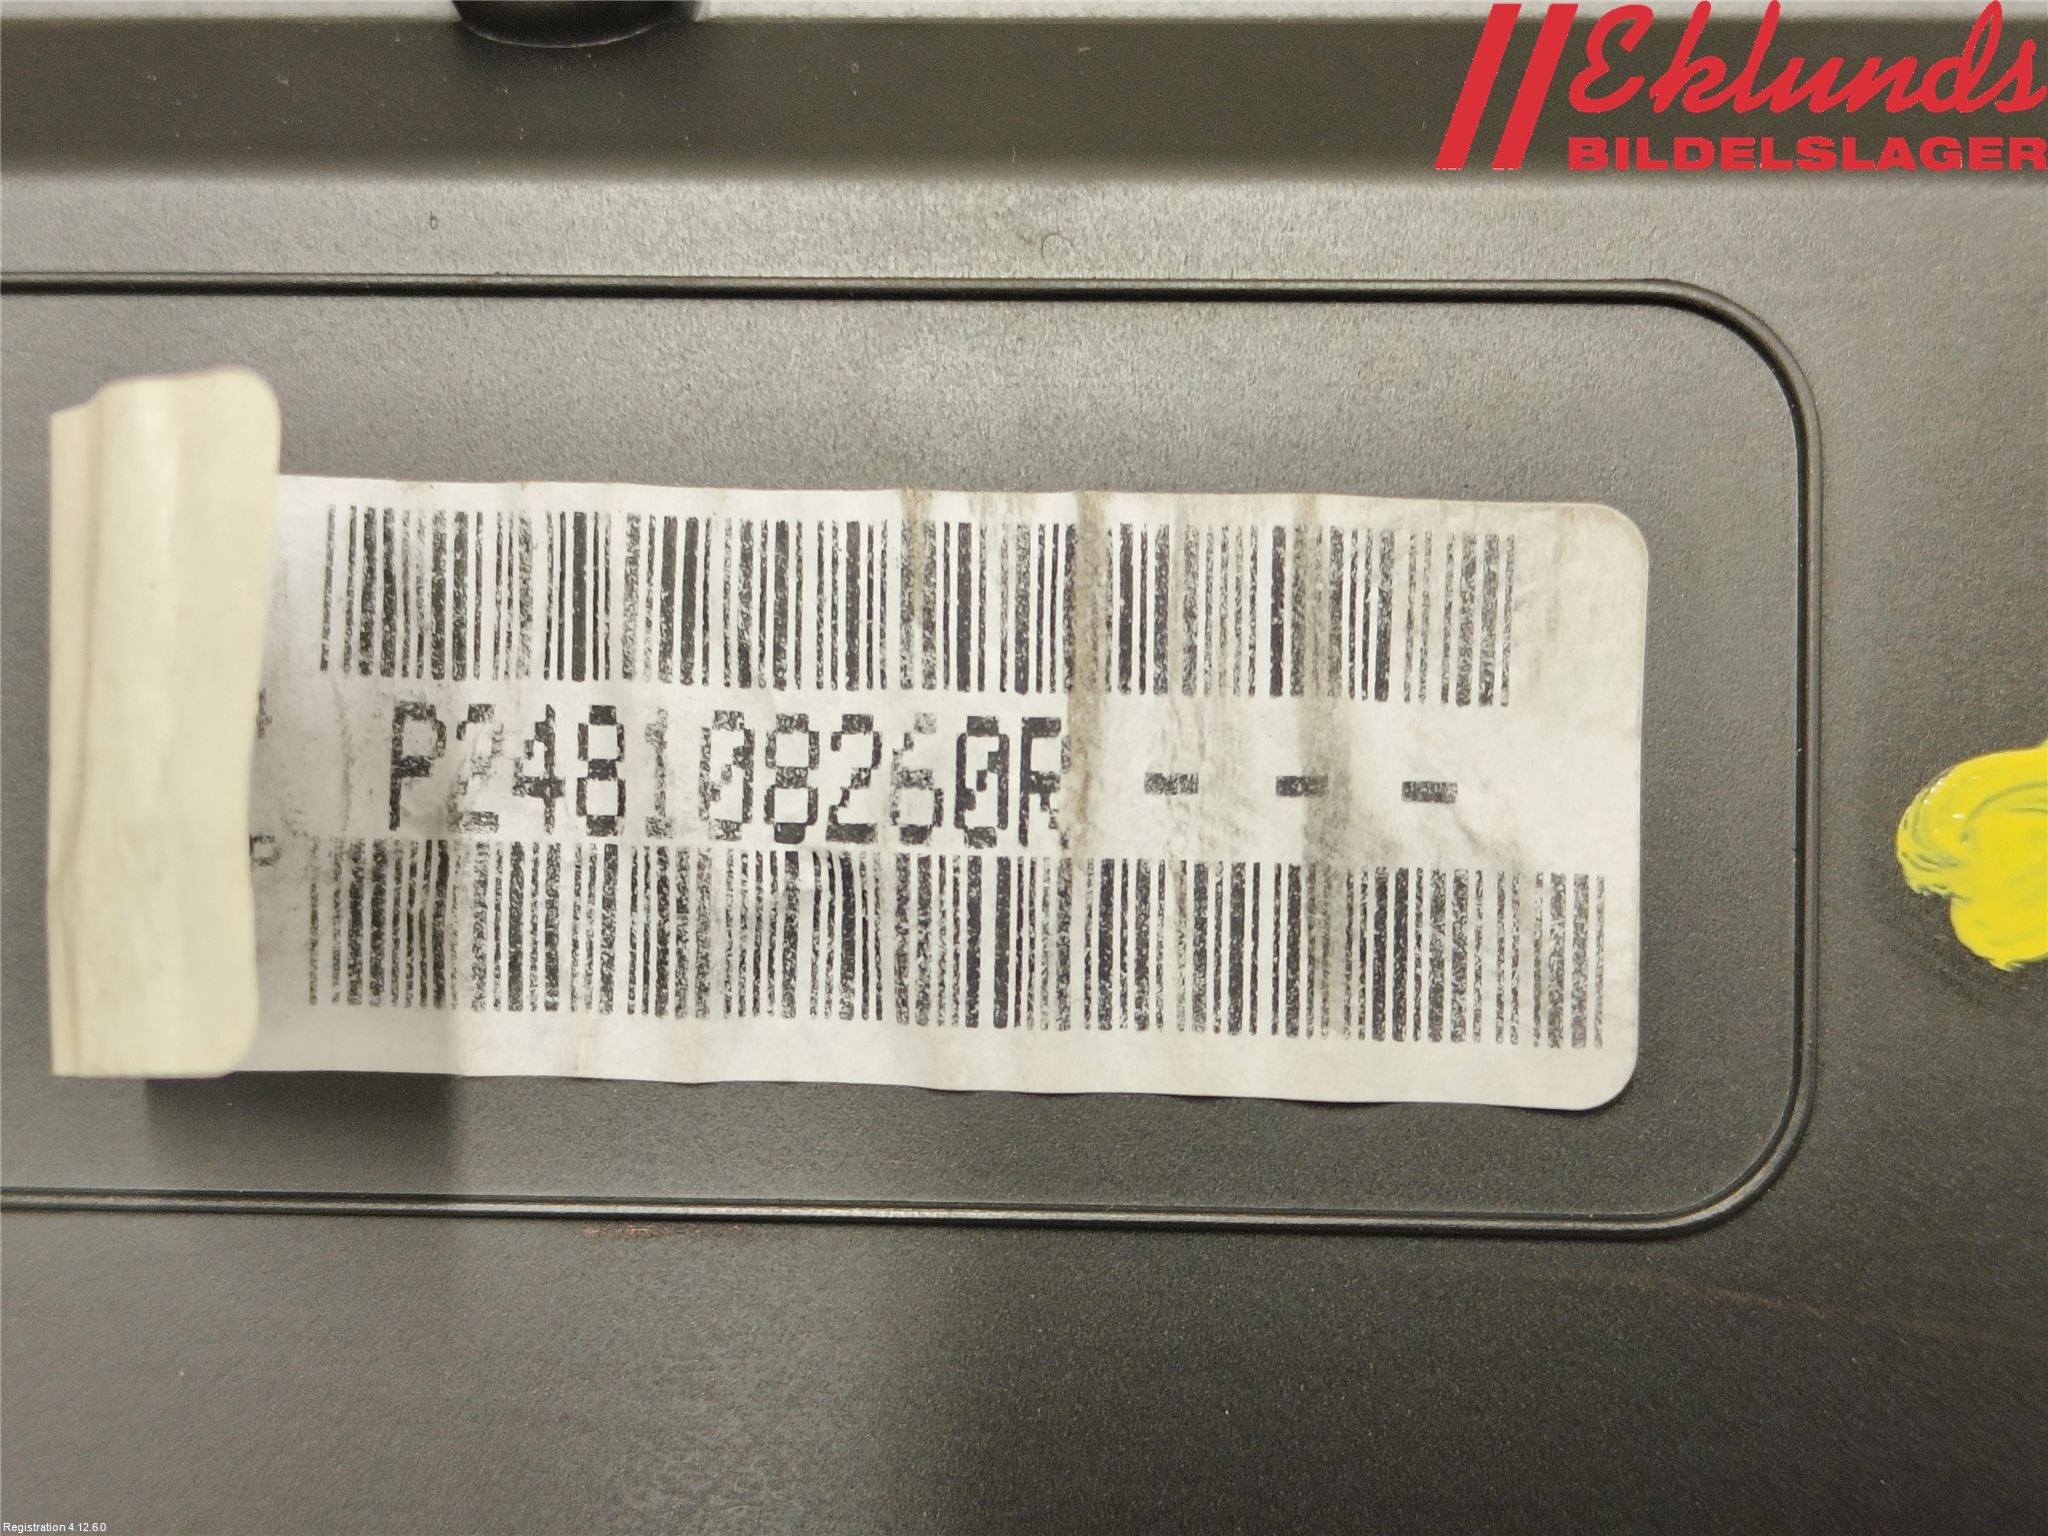 Eklunds
BILDELSLAGER
P248108260R - - -
P
Registration 4.12.6.0